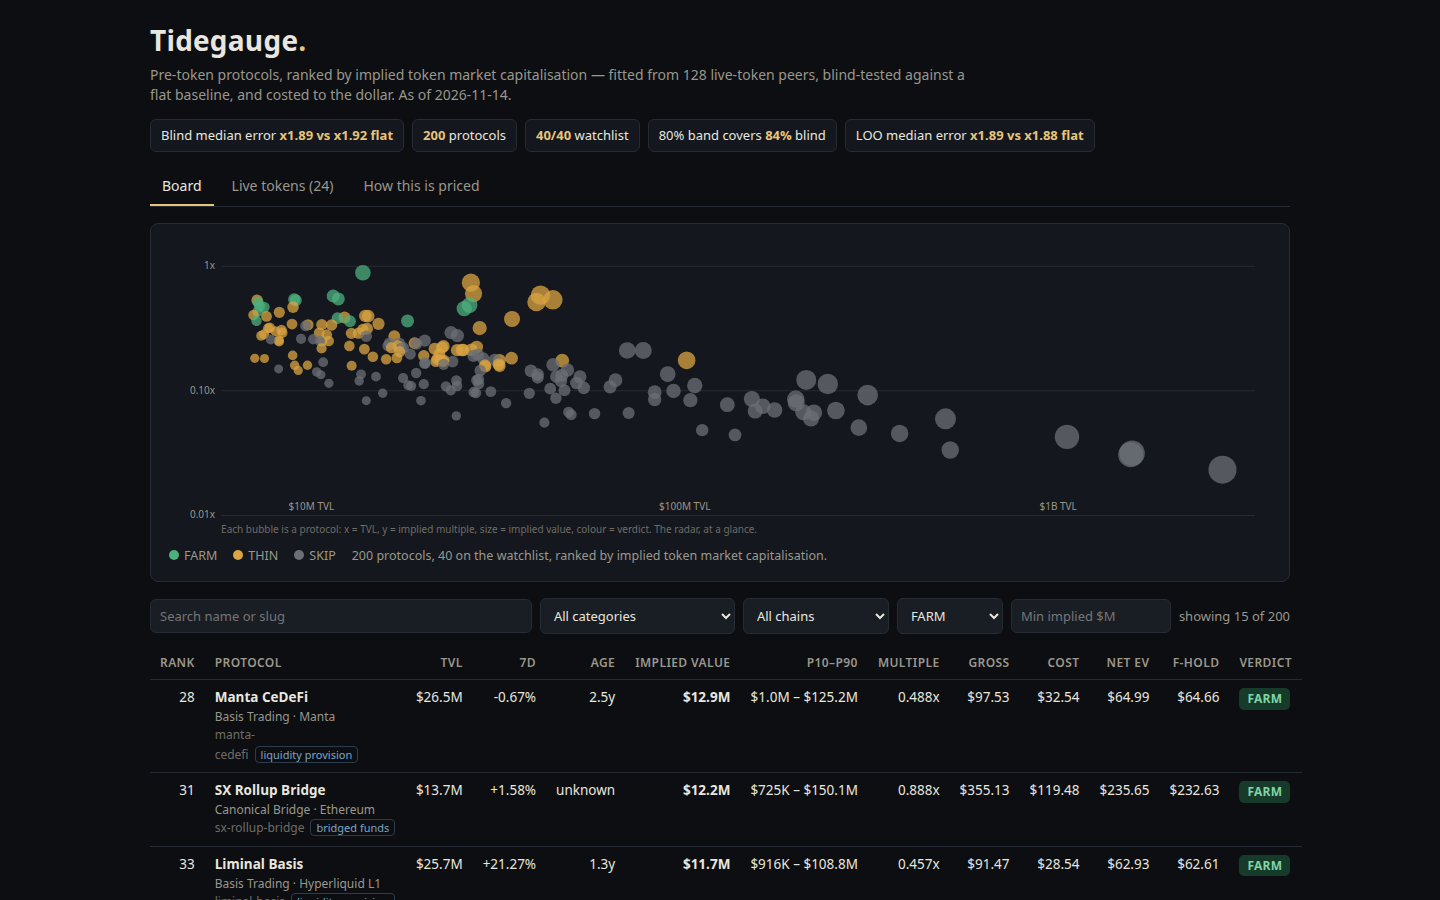 Tidegauge.
Pre-token protocols, ranked by implied token market capitalisation — fitted from 128 live-token peers, blind-tested against a
flat baseline, and costed to the dollar. As of 2026-11-14.
Blind median error x1.89 vs x1.92 flat
200 protocols
40/40 watchlist
80% band covers 84% blind
LOO median error x1.89 vs x1.88 flat
Board
Live tokens (24)
How this is priced
1x
0.10x
0.01x
$10M TVL
$100M TVL
$1B TVL
Each bubble is a protocol: x = TVL, y = implied multiple, size = implied value, colour = verdict. The radar, at a glance.
FARM
THIN
SKIP
200 protocols, 40 on the watchlist, ranked by implied token market capitalisation.
Search name or slug
All categories
All chains
FARM
Min implied $M
showing 15 of 200
RANK PROTOCOL TVL 7D AGE IMPLIED VALUE P10–P90 MULTIPLE GROSS COST NET EV F-HOLD VERDICT
28 Manta CeDeFi $26.5M -0.67% 2.5y $12.9M $1.0M – $125.2M 0.488x $97.53 $32.54 $64.99 $64.66 FARM
Basis Trading · Manta
manta-
cedefi liquidity provision
31 SX Rollup Bridge $13.7M +1.58% unknown $12.2M $725K – $150.1M 0.888x $355.13 $119.48 $235.65 $232.63 FARM
Canonical Bridge · Ethereum
sx-rollup-bridge bridged funds
33 Liminal Basis $25.7M +21.27% 1.3y $11.7M $916K – $108.8M 0.457x $91.47 $28.54 $62.93 $62.61 FARM
Basis Trading · Hyperliquid L1